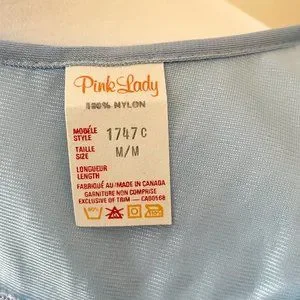 Pink Lady
100% NYLON
MODÈLE
STYLE 1747C
TAILLE
SIZE M/M
LONGUEUR
LENGTH
FABRIQUÉ AU/MADE IN CANADA
GARNITURE NON COMPRISE
EXCLUSIVE OF TRIM — CA00568